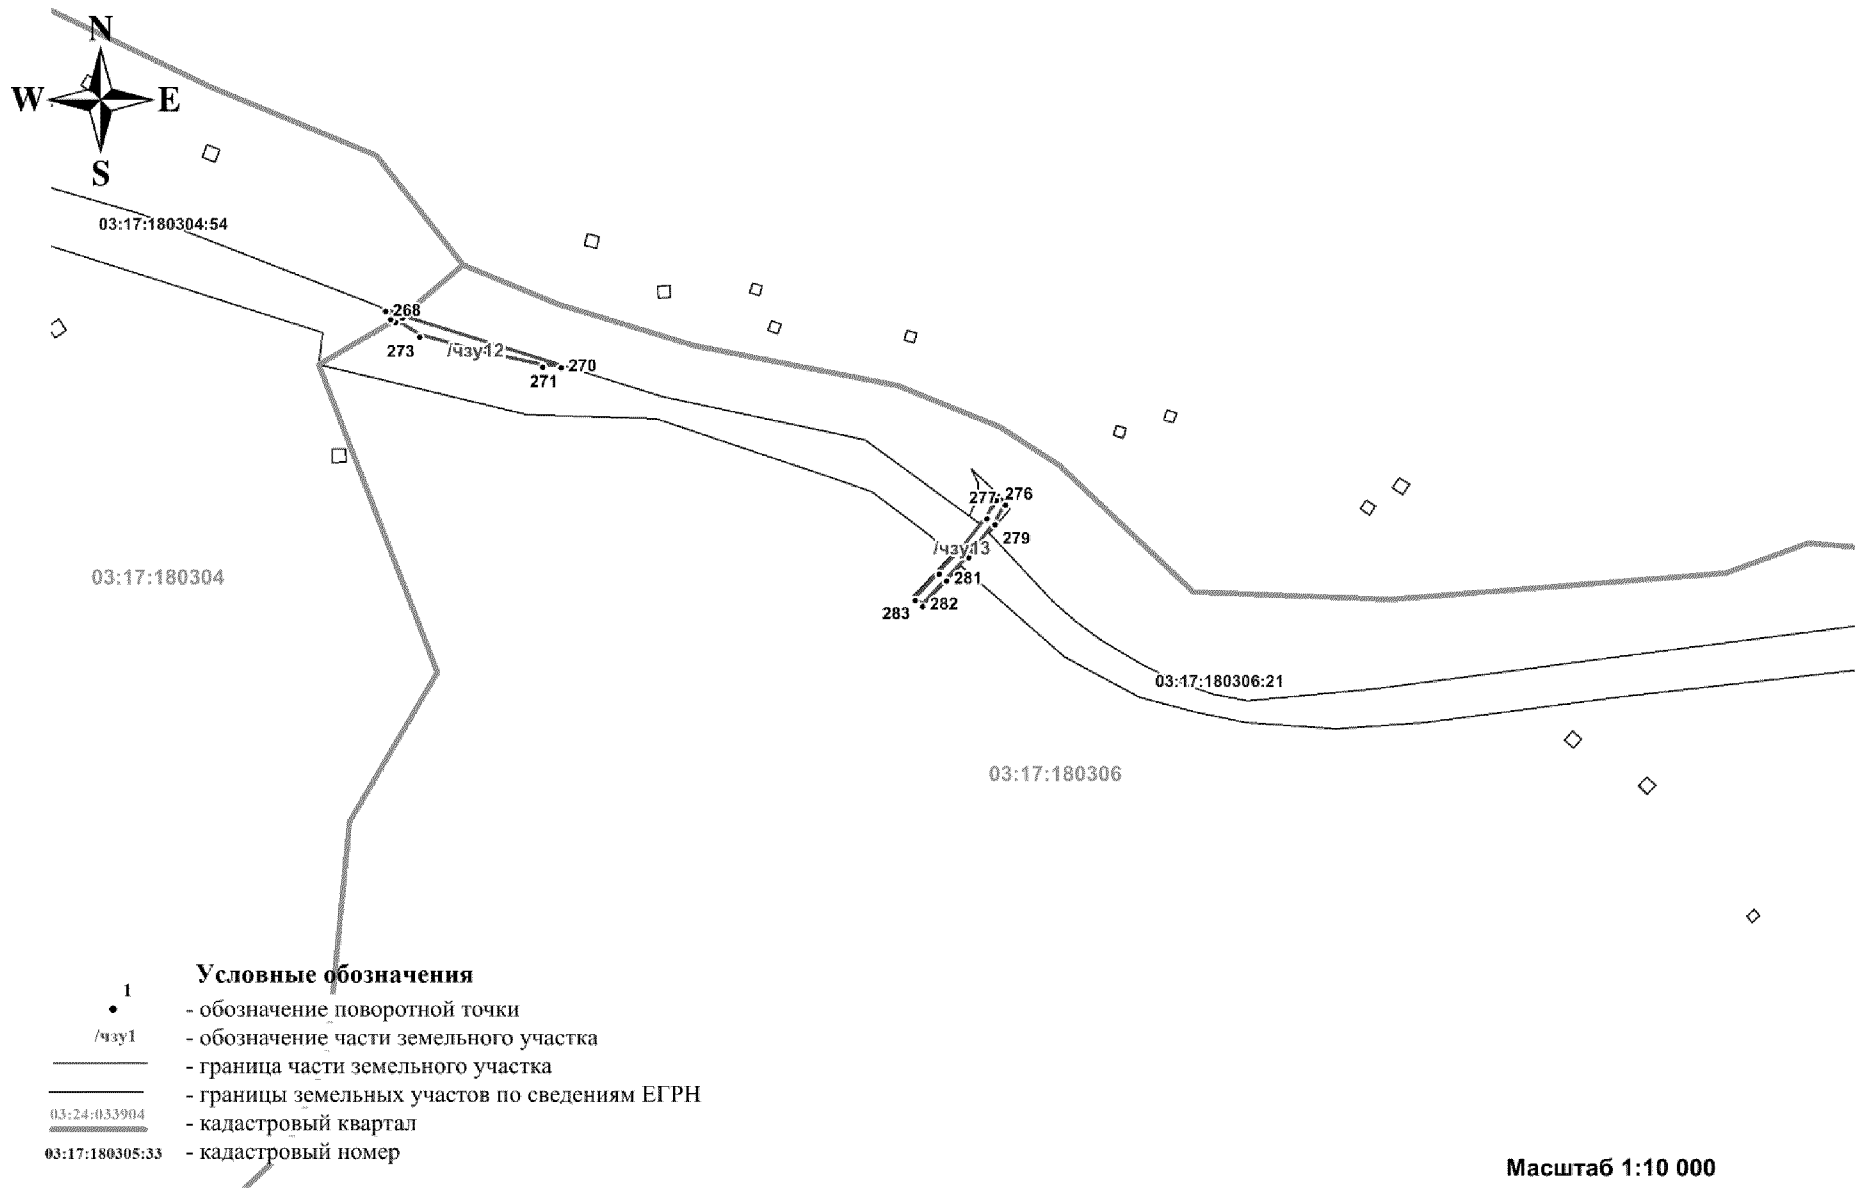 N
W E
S
03:17:180304:54
268
273
/чзу12
271
270
277
276
279
/чзу13
281
282
283
03:17:180304
03:17:180306:21
03:17:180306
Условные обозначения
1
- обозначение поворотной точки
/чзу1 - обозначение части земельного участка
- граница части земельного участка
- границы земельных участов по сведениям ЕГРН
03:24:033904
- кадастровый квартал
03:17:180305:33 - кадастровый номер
Масштаб 1:10 000